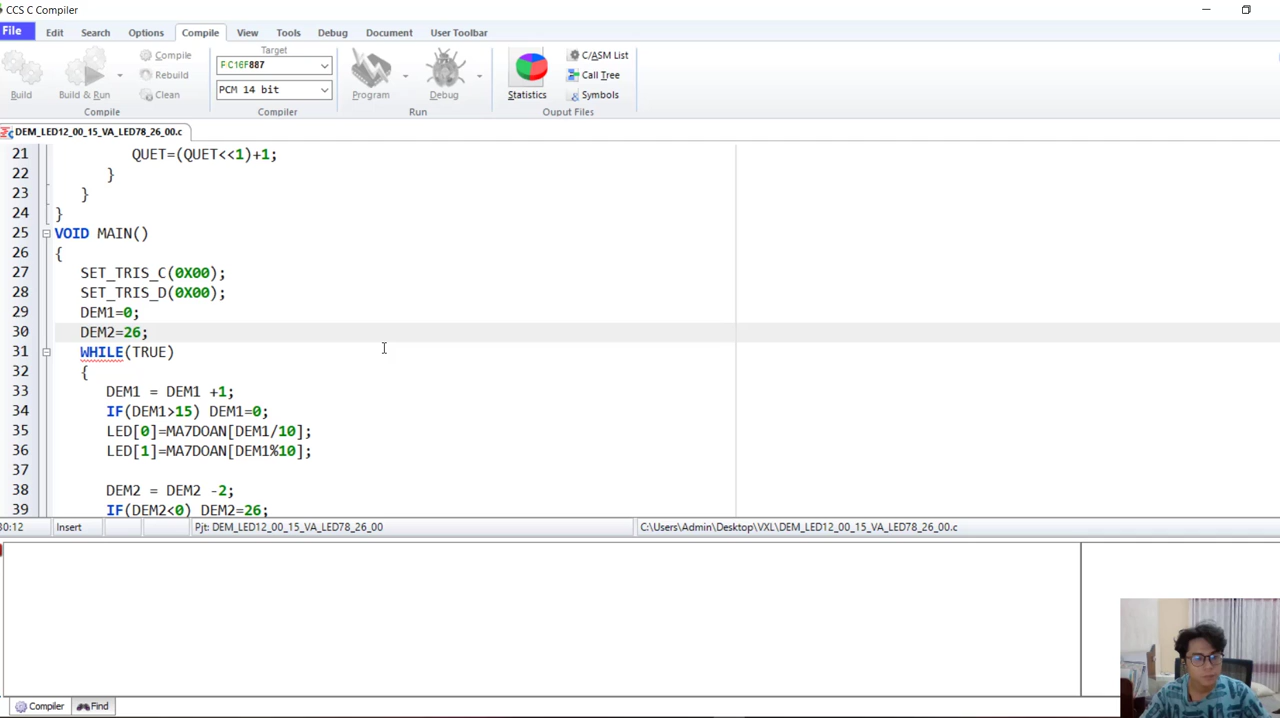 CCS C Compiler
File Edit Search Options Compile View Tools Debug Document User Toolbar
Build
Build & Run
Compile
Rebuild
Clean
Compile
Target
PIC16F887
PCM 14 bit
Compiler
Program
Debug
Run
Statistics
C/ASM List
Call Tree
Symbols
Ouput Files
DEM_LED12_00_15_VA_LED78_26_00.c
21 QUET=(QUET<<1)+1;
22 }
23 }
24 }
25 VOID MAIN()
26 {
27 SET_TRIS_C(0X00);
28 SET_TRIS_D(0X00);
29 DEM1=0;
30 DEM2=26;
31 WHILE(TRUE)
32 {
33 DEM1 = DEM1 +1;
34 IF(DEM1>15) DEM1=0;
35 LED[0]=MA7DOAN[DEM1/10];
36 LED[1]=MA7DOAN[DEM1%10];
37
38 DEM2 = DEM2 -2;
39 IF(DEM2<0) DEM2=26;
30:12 Insert Pjt: DEM_LED12_00_15_VA_LED78_26_00 C:\Users\Admin\Desktop\VXL\DEM_LED12_00_15_VA_LED78_26_00.c
Compiler Find